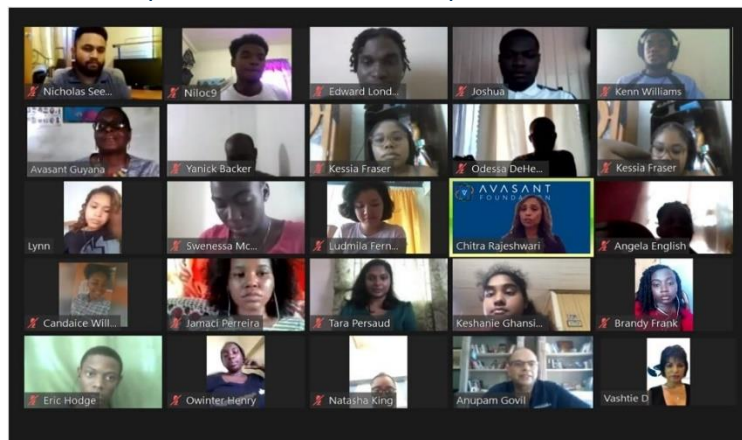 Nicholas See...
Niloc9
Edward Lond...
Joshua
Kenn Williams
Avasant Guyana
Yanick Backer
Kessia Fraser
Odessa DeHe...
Kessia Fraser
Lynn
Swenessa Mc...
Ludmila Fern...
AVASANT
FOUNDATION
Chitra Rajeshwari
Angela English
Candaice Will...
Jamaci Perreira
Tara Persaud
Keshanie Ghansi...
Brandy Frank
Eric Hodge
Owinter Henry
Natasha King
Anupam Govil
Vashtie D